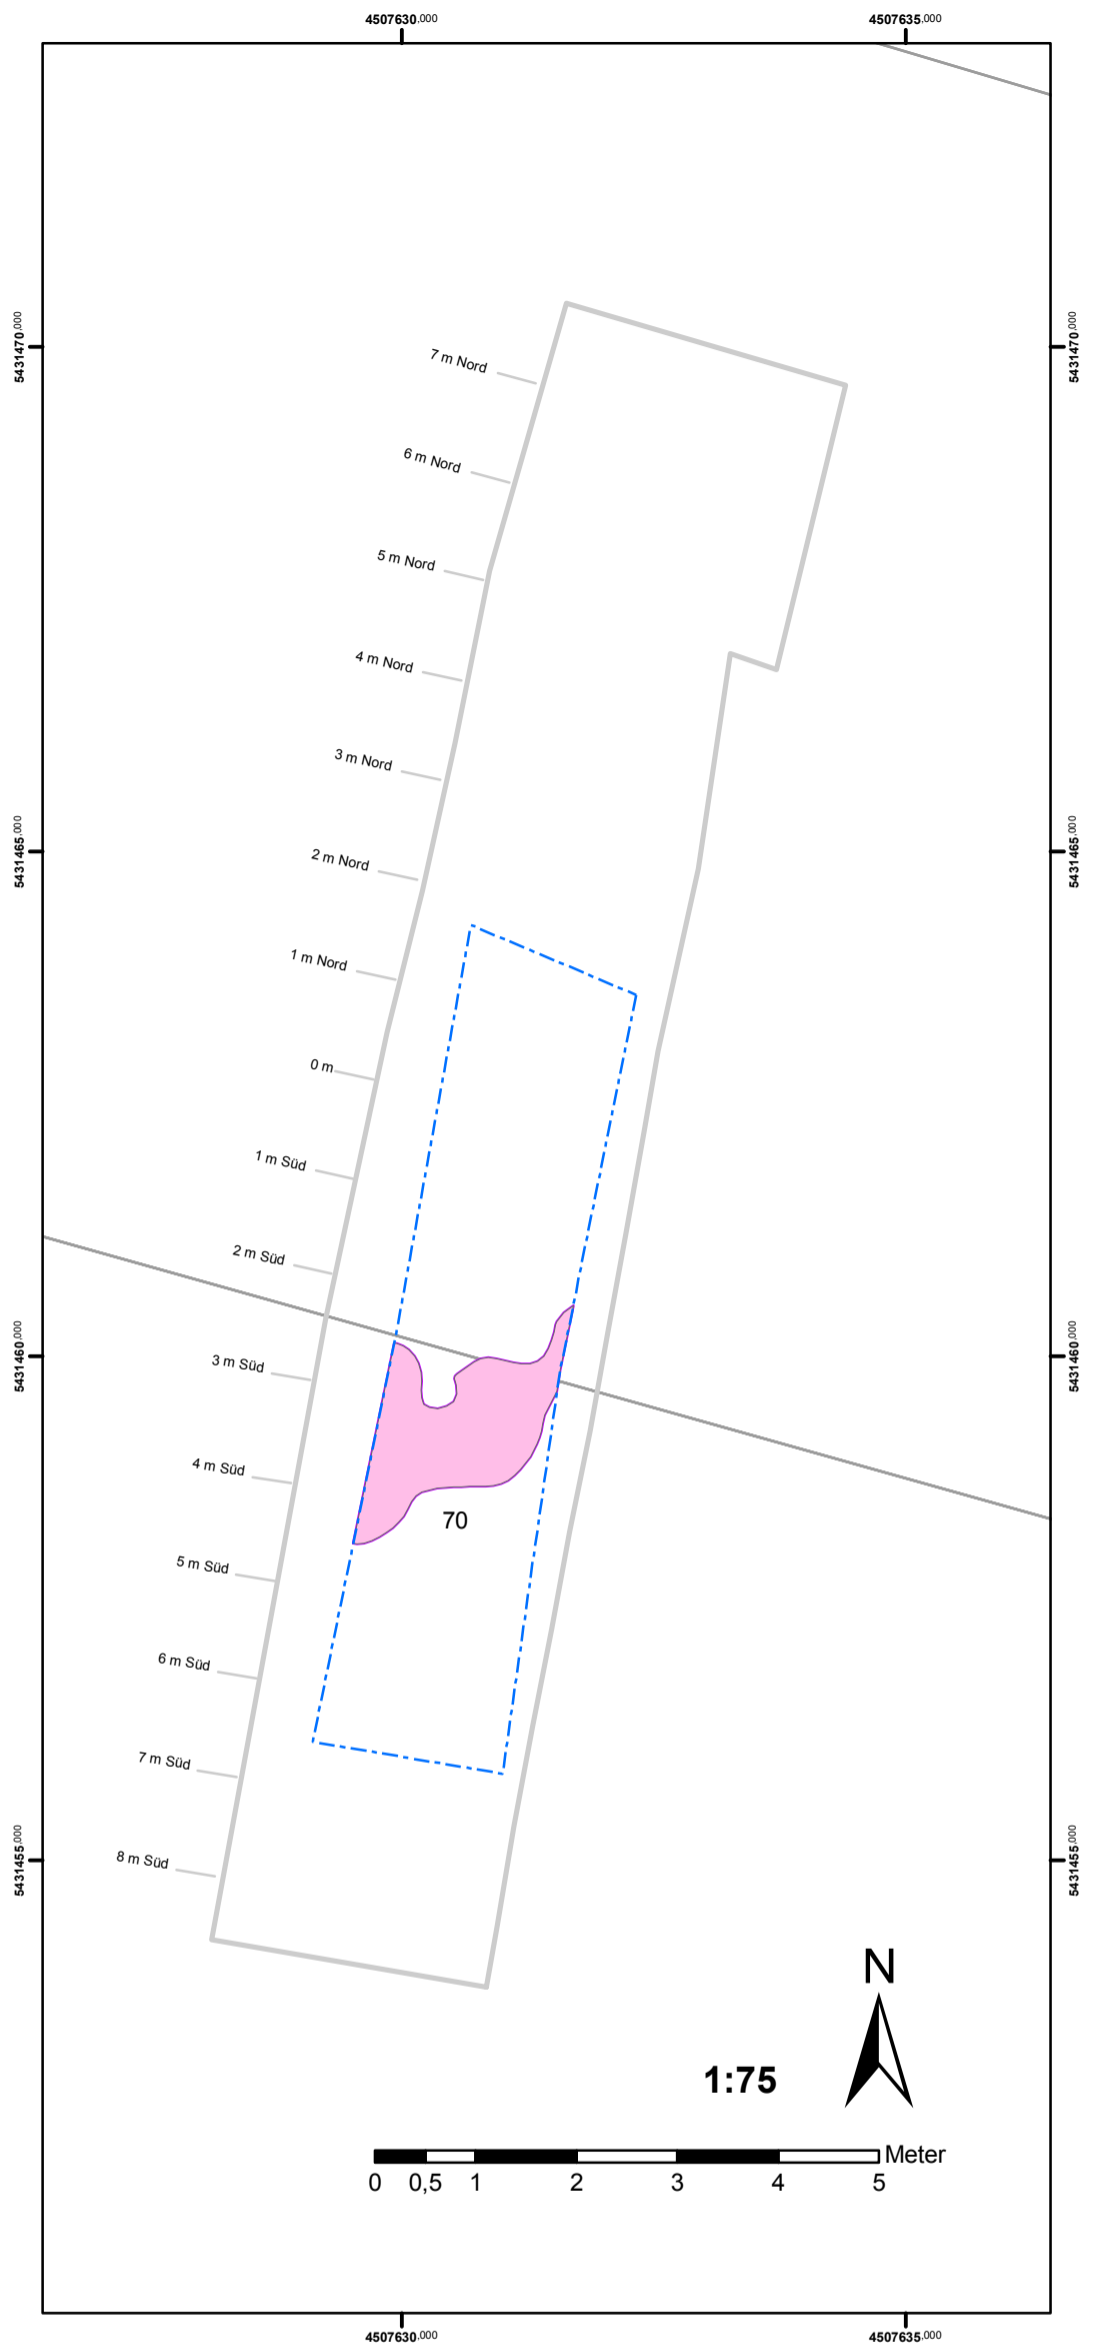 4507630.000 4507635.000
5431470.000 5431470.000
7 m Nord
6 m Nord
5 m Nord
4 m Nord
3 m Nord
5431465.000 5431465.000
2 m Nord
1 m Nord
0 m
1 m Süd
2 m Süd
5431460.000 5431460.000
3 m Süd
4 m Süd
70
5 m Süd
6 m Süd
7 m Süd
5431455.000 5431455.000
8 m Süd
N
1:75
Meter
0 0,5 1 2 3 4 5
4507630.000 4507635.000